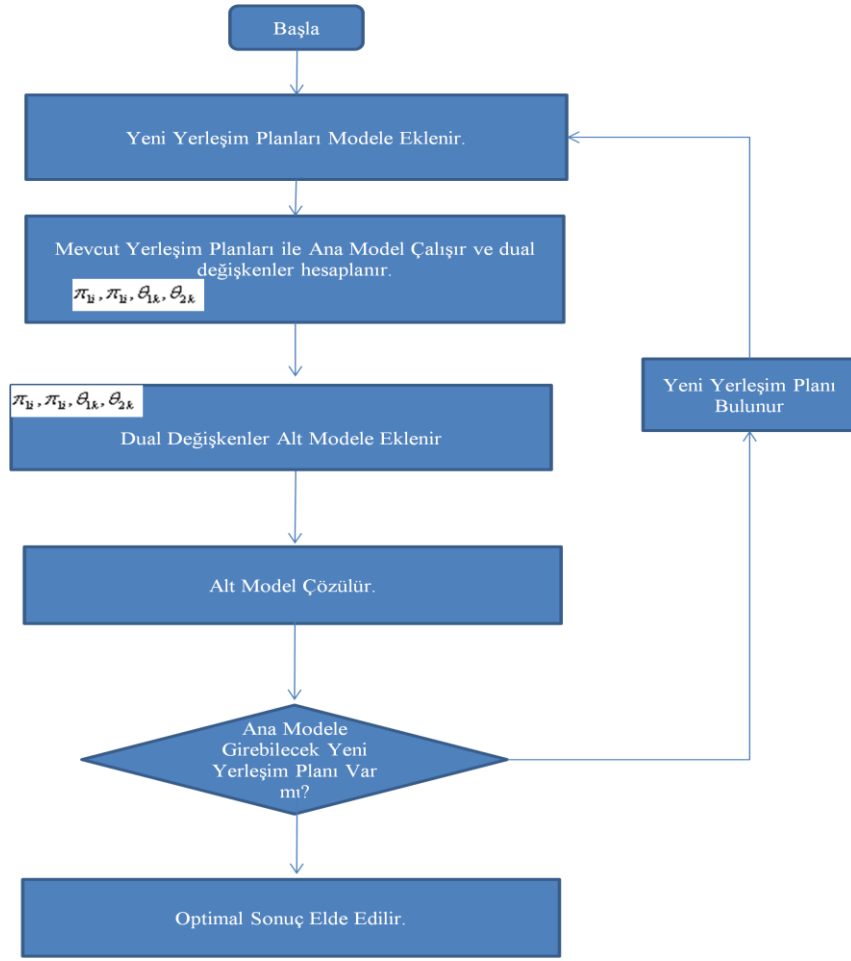 Başla
Yeni Yerleşim Planları Modele Eklenir.
Mevcut Yerleşim Planları ile Ana Model Çalışır ve dual
değişkenler hesaplanır.
π₁ᵢ, π₁ᵢ, θ₁ₖ, θ₂ₖ
π₁ᵢ, π₁ᵢ, θ₁ₖ, θ₂ₖ
Dual Değişkenler Alt Modele Eklenir
Yeni Yerleşim Planı
Bulunur
Alt Model Çözülür.
Ana Modele
Girebilecek Yeni
Yerleşim Planı Var
mı?
Optimal Sonuç Elde Edilir.